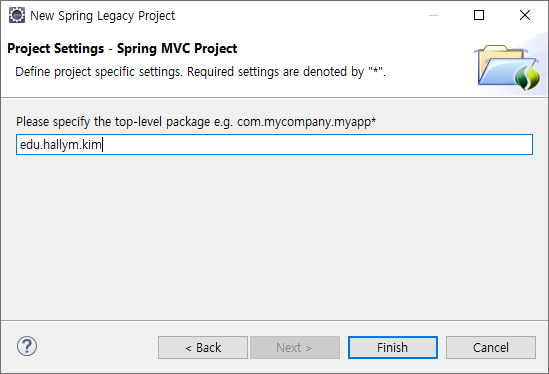 New Spring Legacy Project
Project Settings - Spring MVC Project
Define project specific settings. Required settings are denoted by "*".
Please specify the top-level package e.g. com.mycompany.myapp*
edu.hallym.kim
?
< Back
Next >
Finish
Cancel